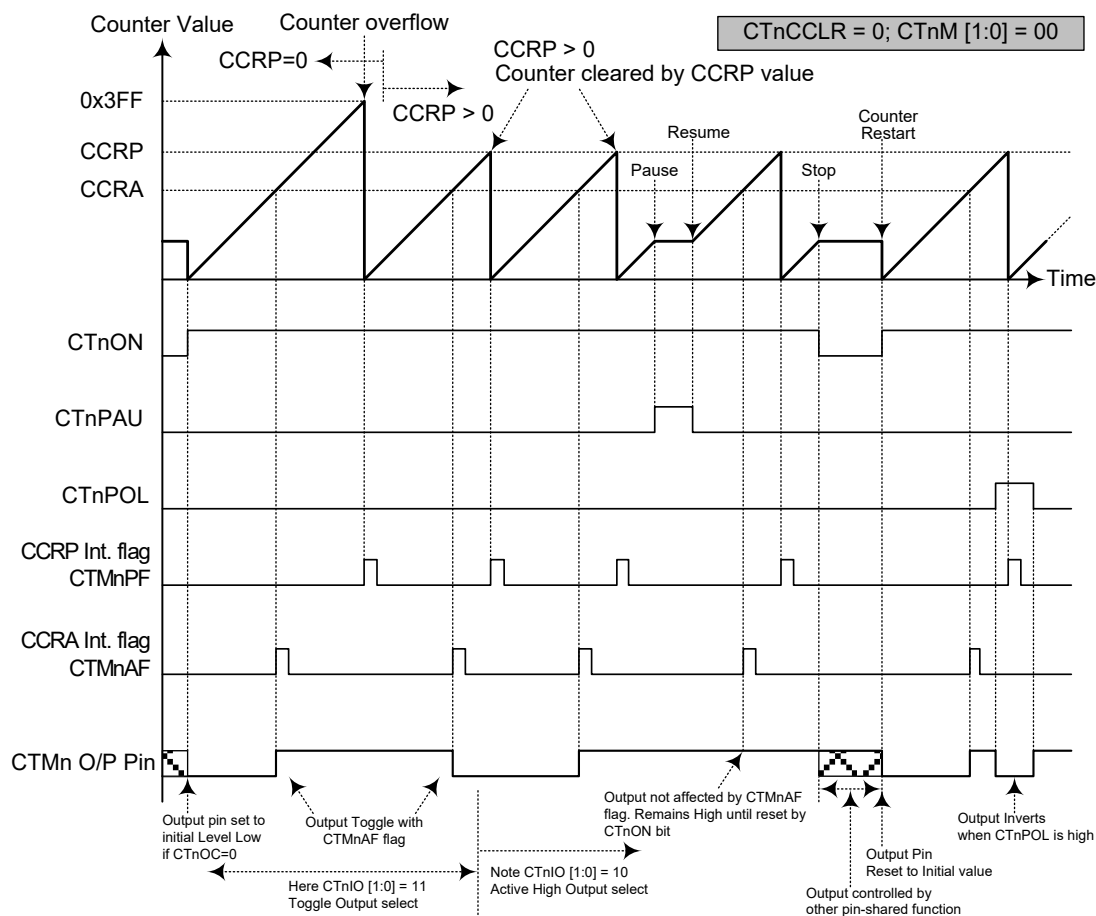 Counter Value
Counter overflow
CTnCCLR = 0; CTnM [1:0] = 00
CCRP=0
CCRP > 0
Counter cleared by CCRP value
CCRP > 0
0x3FF
CCRP
CCRA
Pause
Resume
Stop
Counter
Restart
Time
CTnON
CTnPAU
CTnPOL
CCRP Int. flag
CTMnPF
CCRA Int. flag
CTMnAF
CTMn O/P Pin
Output pin set to
initial Level Low
if CTnOC=0
Output Toggle with
CTMnAF flag
Output not affected by CTMnAF
flag. Remains High until reset by
CTnON bit
Output Inverts
when CTnPOL is high
Here CTnIO [1:0] = 11
Toggle Output select
Note CTnIO [1:0] = 10
Active High Output select
Output Pin
Reset to Initial value
Output controlled by
other pin-shared function